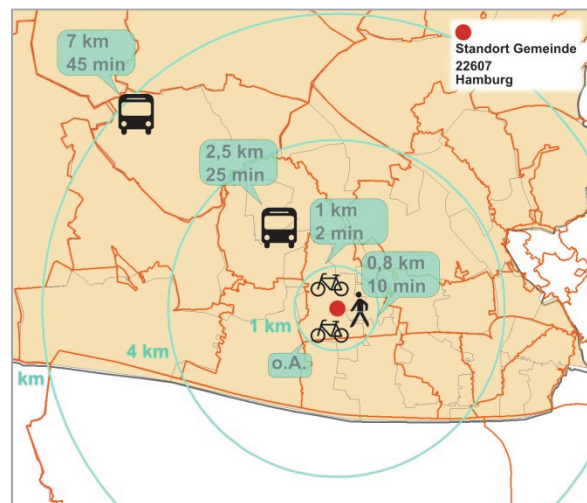 7 km
45 min
Standort Gemeinde
22607
Hamburg
2,5 km
25 min
1 km
2 min
0,8 km
10 min
1 km
4 km
o.A.
km